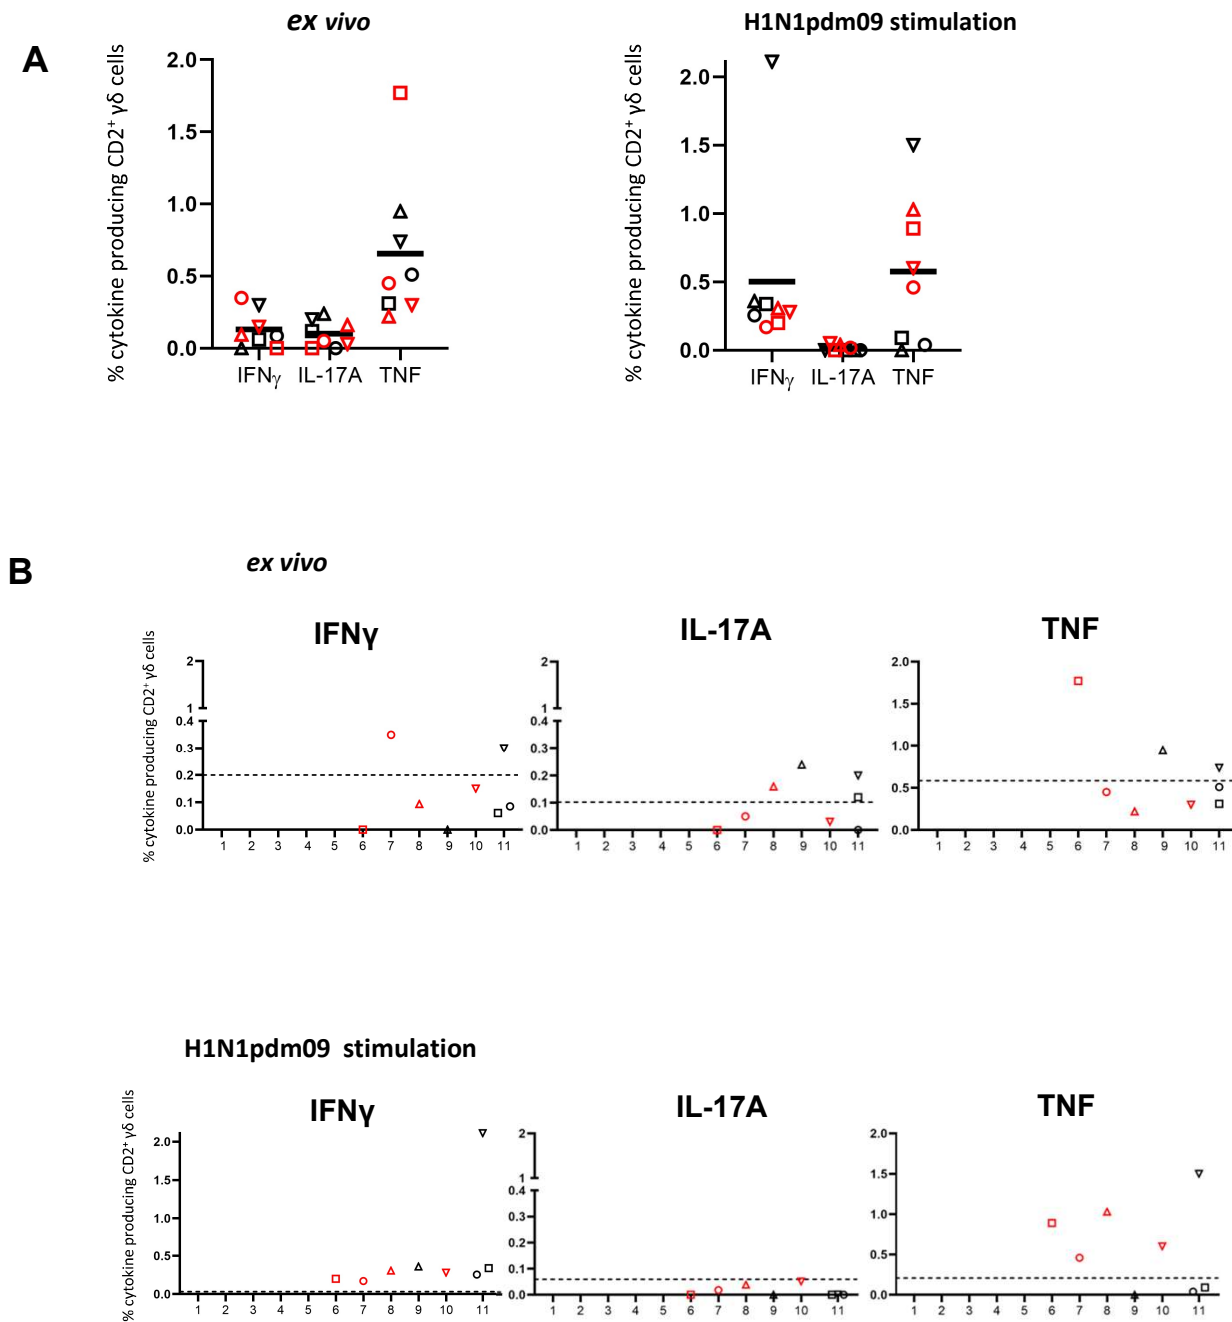 A
ex vivo
H1N1pdm09 stimulation
% cytokine producing CD2⁺ γδ cells
2.0
1.5
1.0
0.5
0.0
IFNγ IL-17A TNF
% cytokine producing CD2⁺ γδ cells
2.0
1.5
1.0
0.5
0.0
IFNγ IL-17A TNF
B
ex vivo
IFNγ
IL-17A
TNF
% cytokine producing CD2⁺ γδ cells
2
1
0.4
0.3
0.2
0.1
0.0
1 2 3 4 5 6 7 8 9 10 11
2
1
0.4
0.3
0.2
0.1
0.0
1 2 3 4 5 6 7 8 9 10 11
2.0
1.5
1.0
0.5
0.0
1 2 3 4 5 6 7 8 9 10 11
H1N1pdm09 stimulation
IFNγ
IL-17A
TNF
% cytokine producing CD2⁺ γδ cells
2.0
1.5
1.0
0.5
0.0
1 2 3 4 5 6 7 8 9 10 11
2
1
0.4
0.3
0.2
0.1
0.0
1 2 3 4 5 6 7 8 9 10 11
2.0
1.5
1.0
0.5
0.0
1 2 3 4 5 6 7 8 9 10 11